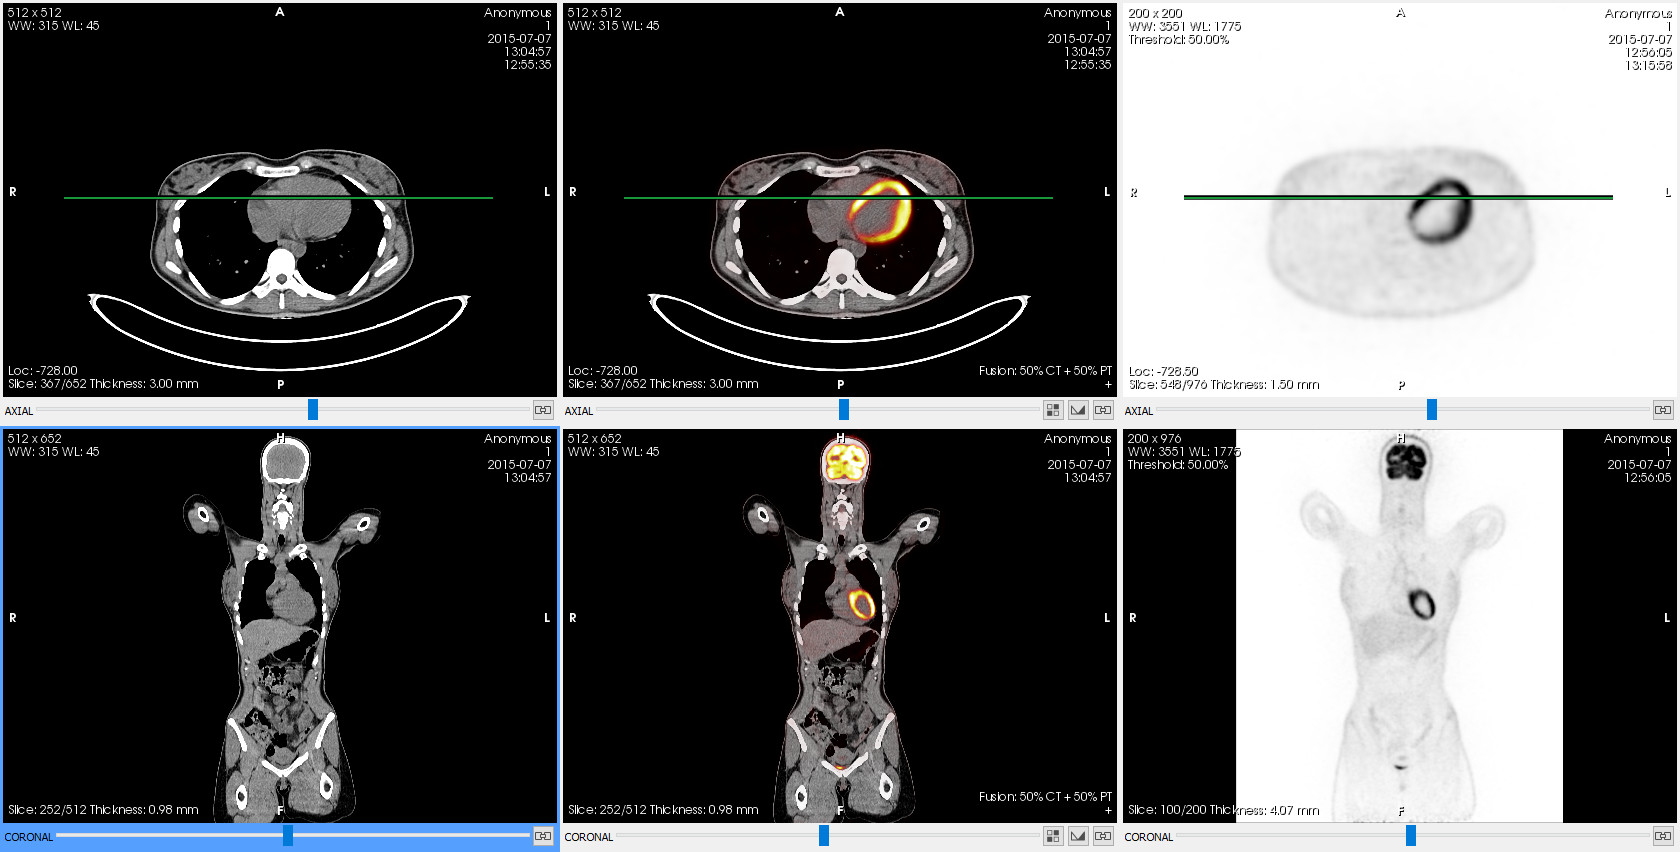 512 x 512
WW: 315 WL: 45
A
Anonymous
1
2015-07-07
13:04:57
12:55:35
R
L
Loc: -728.00
Slice: 367/652 Thickness: 3.00 mm
P
AXIAL
512 x 512
WW: 315 WL: 45
A
Anonymous
1
2015-07-07
13:04:57
12:55:35
R
L
Loc: -728.00
Slice: 367/652 Thickness: 3.00 mm
P
Fusion: 50% CT + 50% PT
+
AXIAL
200 x 200
WW: 3551 WL: 1775
Threshold: 50.00%
A
Anonymous
1
2015-07-07
12:56:05
13:15:58
R
L
Loc: -728.50
Slice: 548/976 Thickness: 1.50 mm
P
AXIAL
512 x 652
WW: 315 WL: 45
H
Anonymous
1
2015-07-07
13:04:57
R
L
Slice: 252/512 Thickness: 0.98 mm
F
CORONAL
512 x 652
WW: 315 WL: 45
H
Anonymous
1
2015-07-07
13:04:57
R
L
Slice: 252/512 Thickness: 0.98 mm
F
Fusion: 50% CT + 50% PT
+
CORONAL
200 x 976
WW: 3551 WL: 1775
Threshold: 50.00%
H
Anonymous
1
2015-07-07
12:56:05
R
L
Slice: 100/200 Thickness: 4.07 mm
F
CORONAL